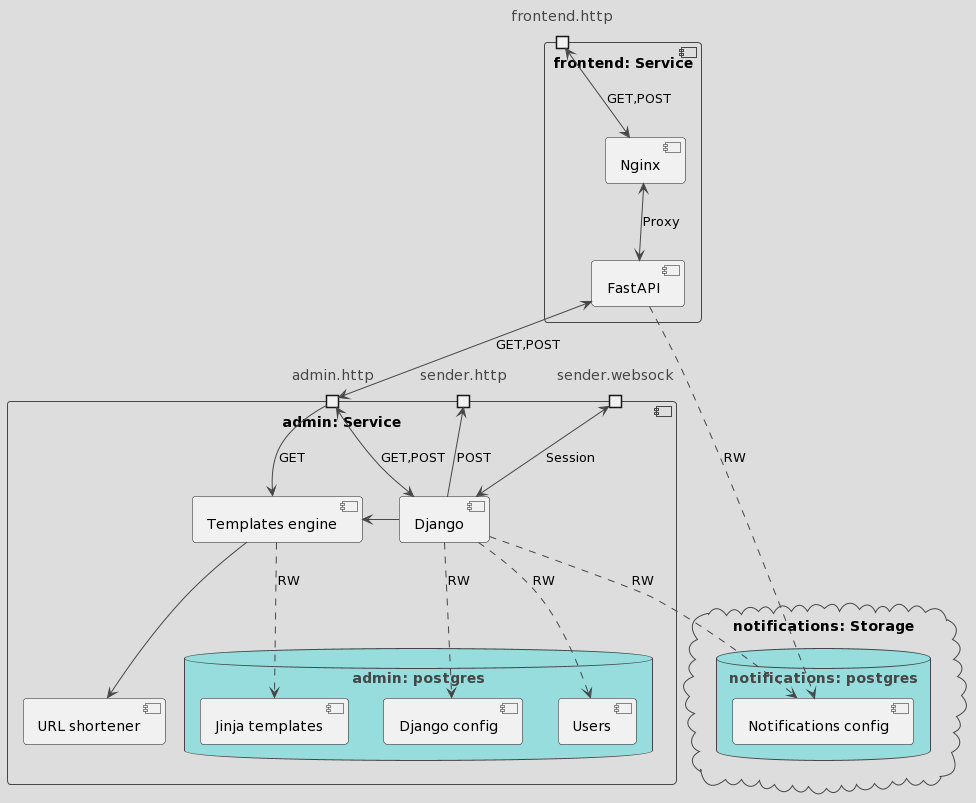 frontend.http
frontend: Service
GET,POST
Nginx
Proxy
FastAPI
GET,POST
admin.http
sender.http
sender.websock
admin: Service
GET
GET,POST
POST
Session
RW
Templates engine
Django
RW
RW
RW
RW
notifications: Storage
admin: postgres
notifications: postgres
URL shortener
Jinja templates
Django config
Users
Notifications config